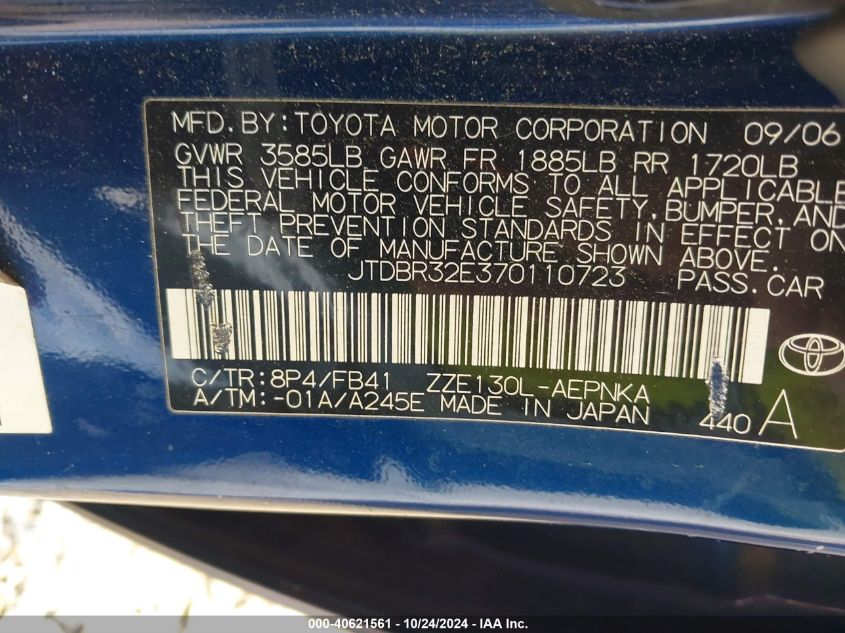 MFD.BY:TOYOTA MOTOR CORPORATION 09/06
GVWR 3585LB GAWR FR 1885LB RR 1720LB
THIS VEHICLE CONFORMS TO ALL APPLICABLE
FEDERAL MOTOR VEHICLE SAFETY,BUMPER,AND
THEFT PREVENTION STANDARDS IN EFFECT ON
THE DATE OF MANUFACTURE SHOWN ABOVE.
JTDBR32E370110723 PASS.CAR
C/TR:8P4/FB41 ZZE130L-AEPNKA
A/TM:-01A/A245E MADE IN JAPAN 440 A
000-40621561 - 10/24/2024 - IAA Inc.